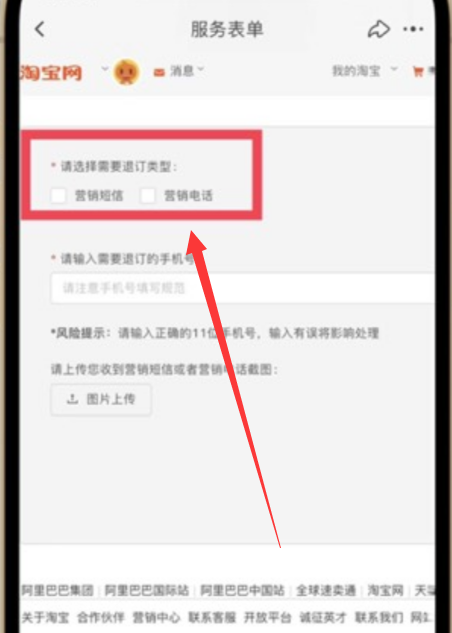 服务表单
淘宝网 消息 我的淘宝
* 请选择需要退订类型：
营销短信 营销电话
* 请输入需要退订的手机号
请注意手机号填写规范
*风险提示：请输入正确的11位手机号，输入有误将影响处理
请上传您收到营销短信或者营销电话截图：
图片上传
阿里巴巴集团 | 阿里巴巴国际站 | 阿里巴巴中国站 | 全球速卖通 | 淘宝网 | 天
关于淘宝 合作伙伴 营销中心 联系客服 开放平台 诚征英才 联系我们 网